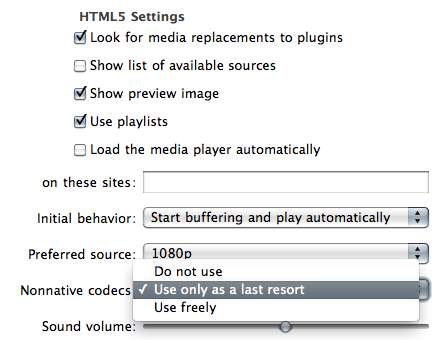 HTML5 Settings
Look for media replacements to plugins
Show list of available sources
Show preview image
Use playlists
Load the media player automatically
on these sites:
Initial behavior: Start buffering and play automatically
Preferred source: 1080p
Do not use
Nonnative codecs ✓ Use only as a last resort
Use freely
Sound volume: